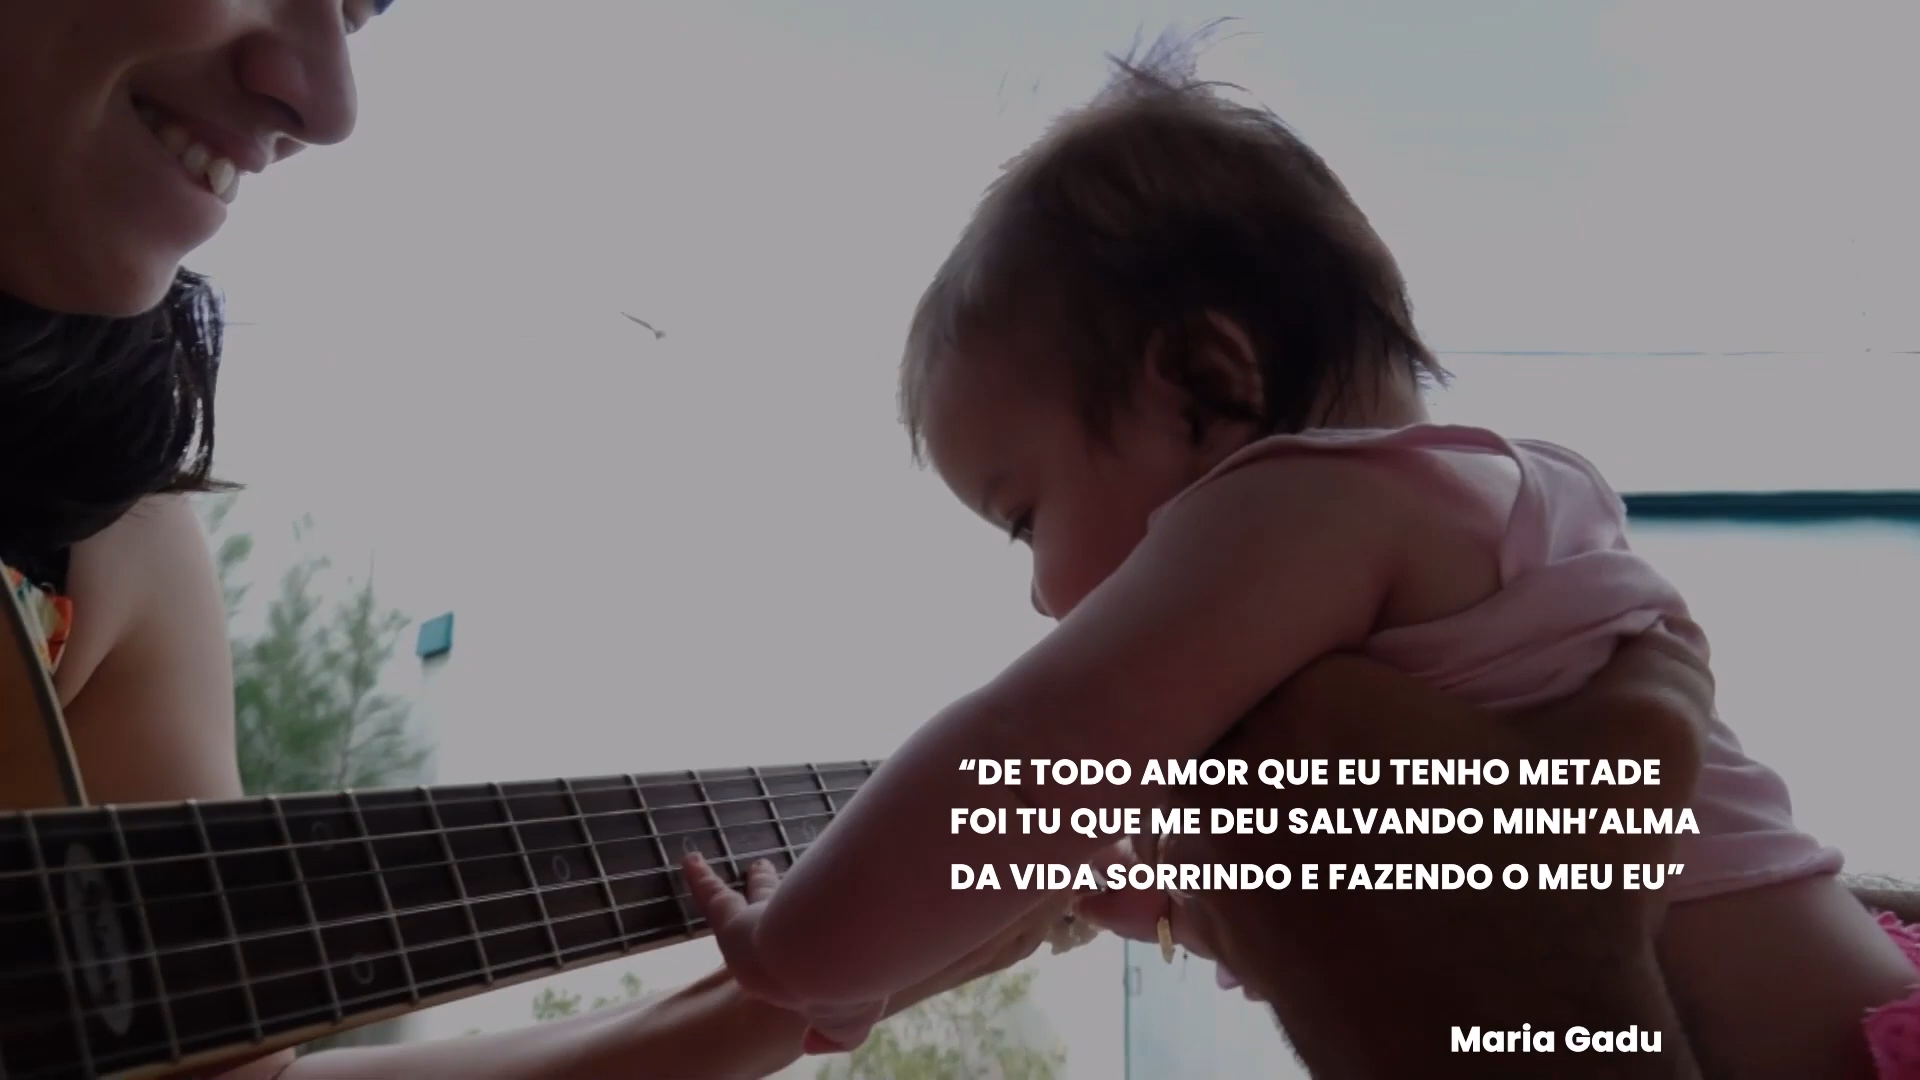 “DE TODO AMOR QUE EU TENHO METADE
FOI TU QUE ME DEU SALVANDO MINH’ALMA
DA VIDA SORRINDO E FAZENDO O MEU EU”
Maria Gadu